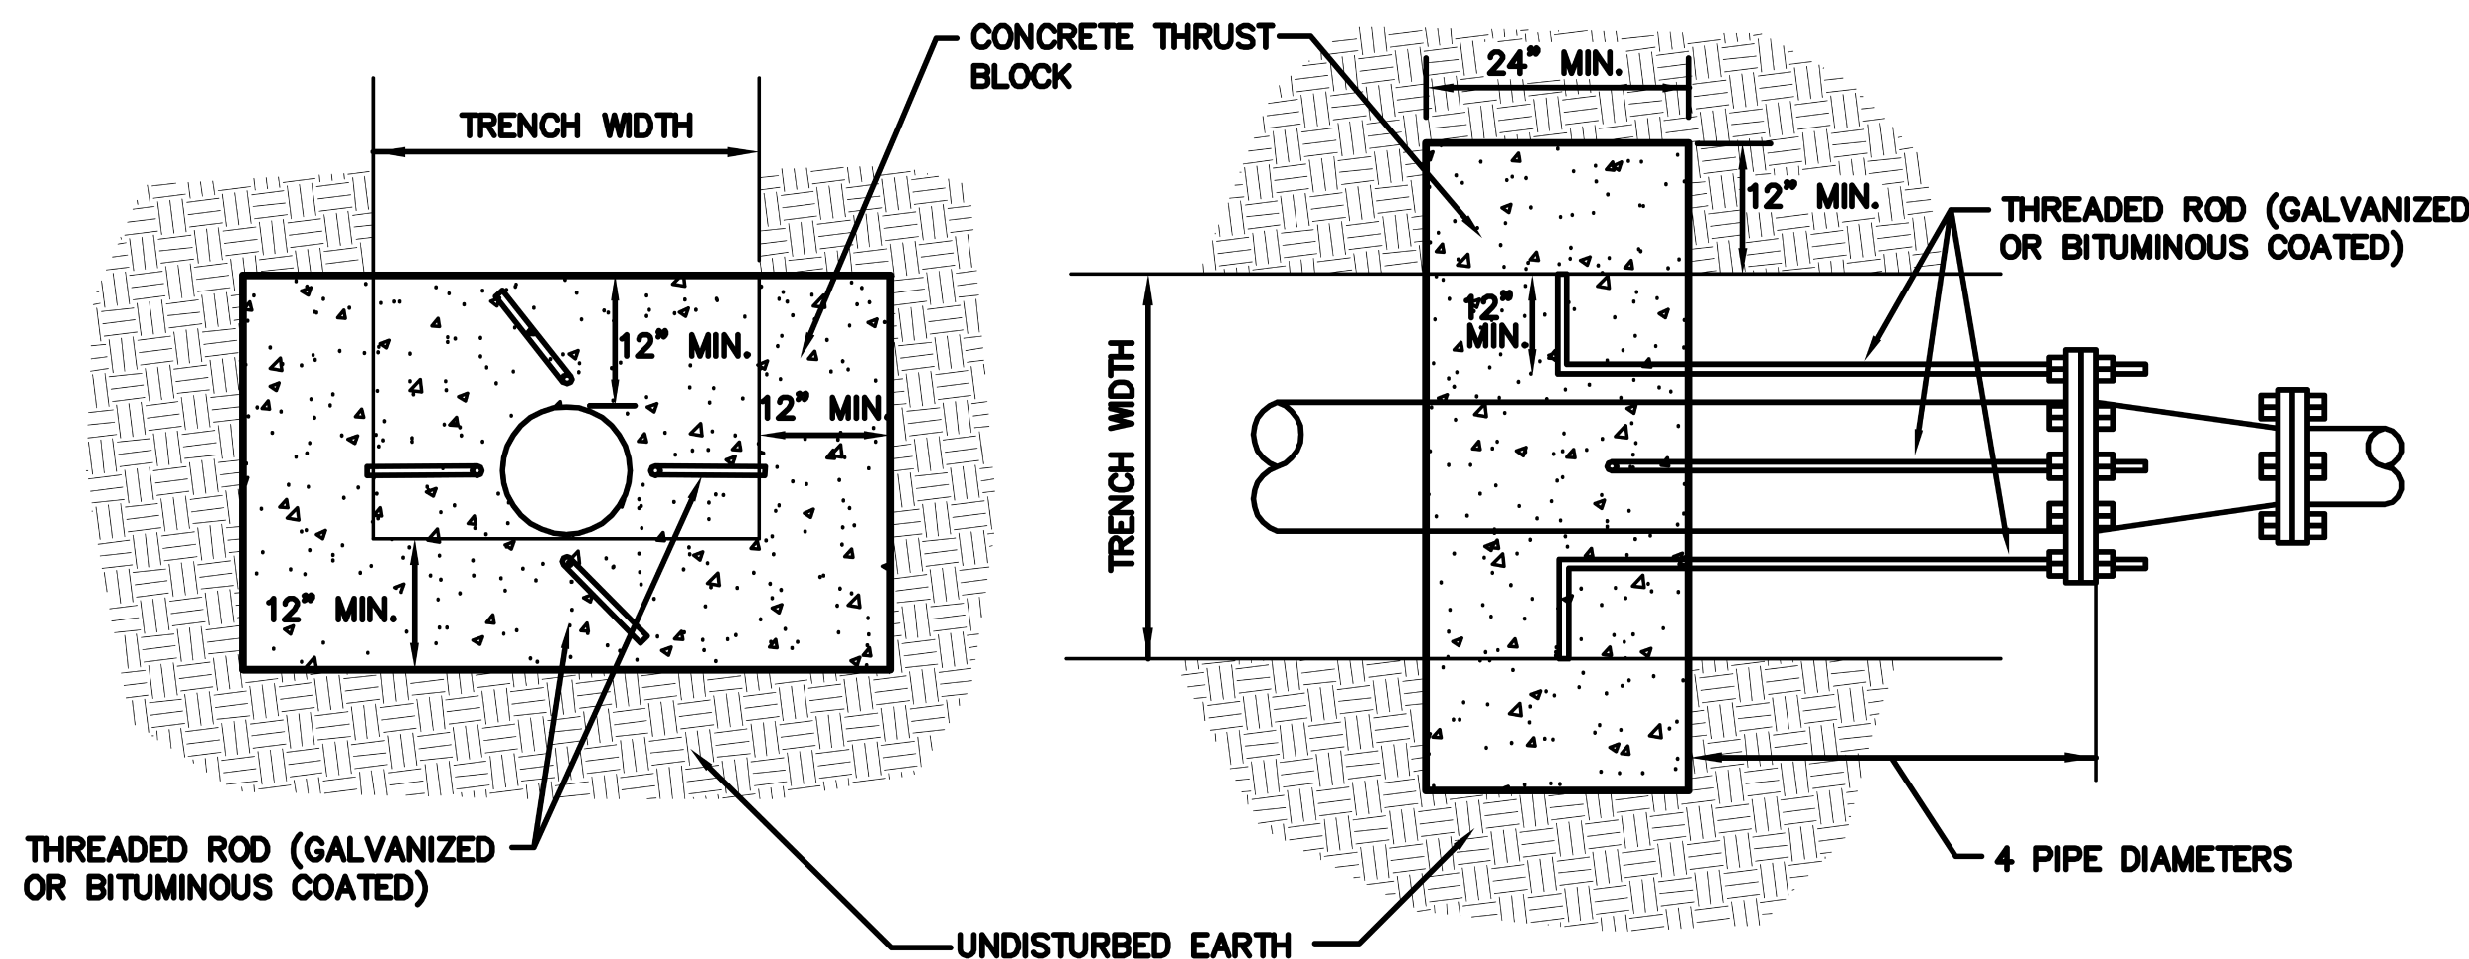 CONCRETE THRUST
BLOCK
24" MIN.
TRENCH WIDTH
12" MIN.
THREADED ROD (GALVANIZED
OR BITUMINOUS COATED)
12"
MIN.
12" MIN.
12" MIN.
TRENCH WIDTH
12" MIN.
THREADED ROD (GALVANIZED
OR BITUMINOUS COATED)
4 PIPE DIAMETERS
UNDISTURBED EARTH